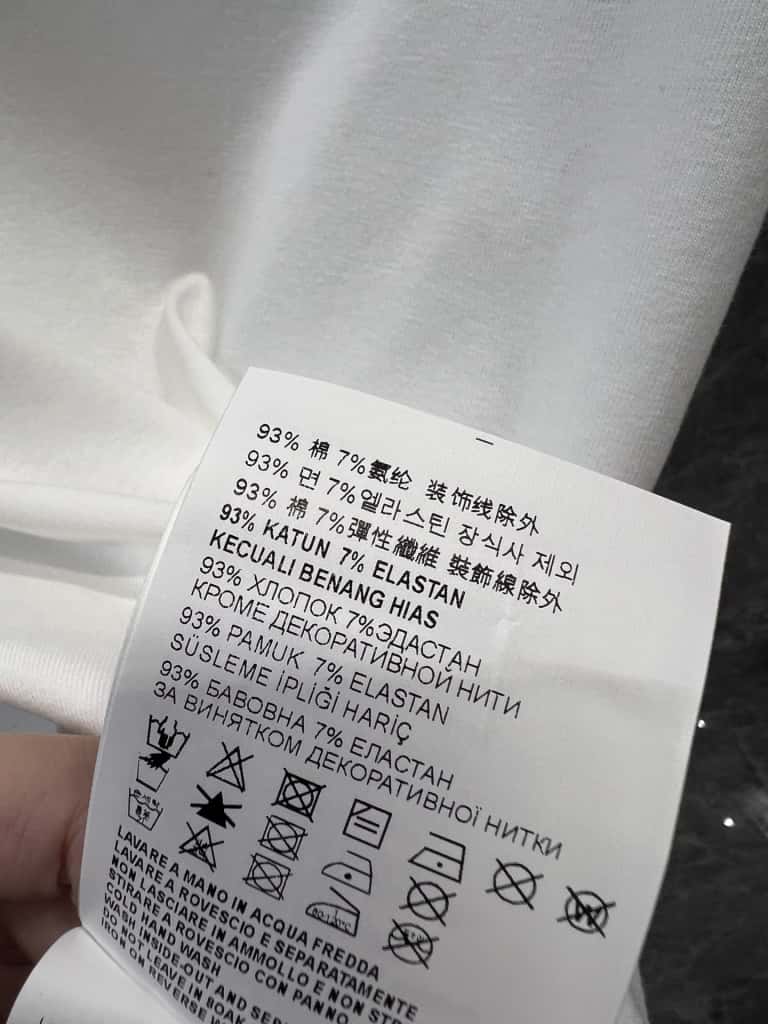 93% 棉 7%氨纶 装饰线除外
93% 면 7%엘라스틴 장식사 제외
93% 棉 7%彈性纖維 裝飾線除外
93% KATUN 7% ELASTAN
KECUALI BENANG HIAS
93% ХЛОПОК 7%ЭДАСТАН
КРОМЕ ДЕКОРАТИВНОЙ НИТИ
93% PAMUK 7% ELASTAN
SÜSLEME İPLİĞİ HARİÇ
93% БАВОВНА 7% ЕЛАСТАН
ЗА ВИНЯТКОМ ДЕКОРАТИВНОЇ НИТКИ
LAVARE A MANO IN ACQUA FREDDA
LAVARE A ROVESCIO E SEPARATAMENTE
NON LASCIARE IN AMMOLLO E NON
STIRARE A ROVESCIO CON PANNO
COLD HAND WASH
WASH INSIDE-OUT AND
DO NOT LEAVE IN SOAK
IRON ON REVERSE